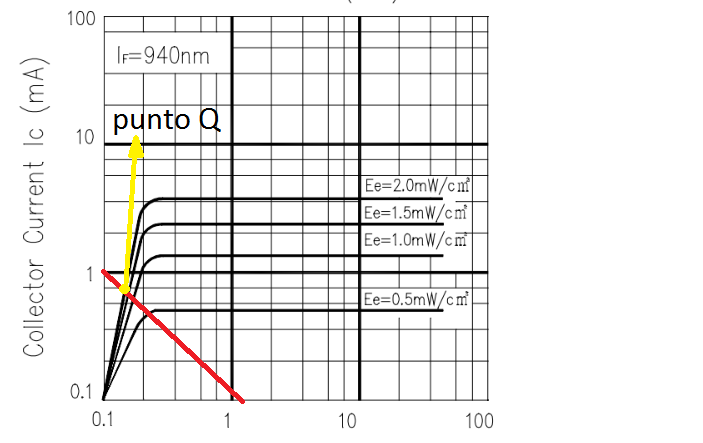 100
IF=940nm
punto Q
Collector Current Ic (mA)
10
Ee=2.0mW/c㎡
Ee=1.5mW/c㎡
Ee=1.0mW/c㎡
1
Ee=0.5mW/c㎡
0.1
0.1
1
10
100